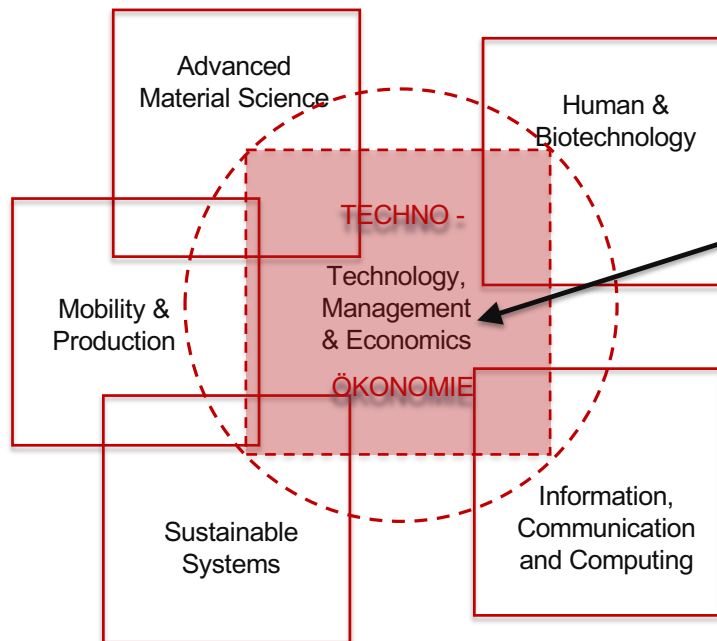 Advanced
Material Science
Human &
Biotechnology
TECHNO -
Technology,
Management
& Economics
Mobility &
Production
ÖKONOMIE
Information,
Communication
and Computing
Sustainable
Systems